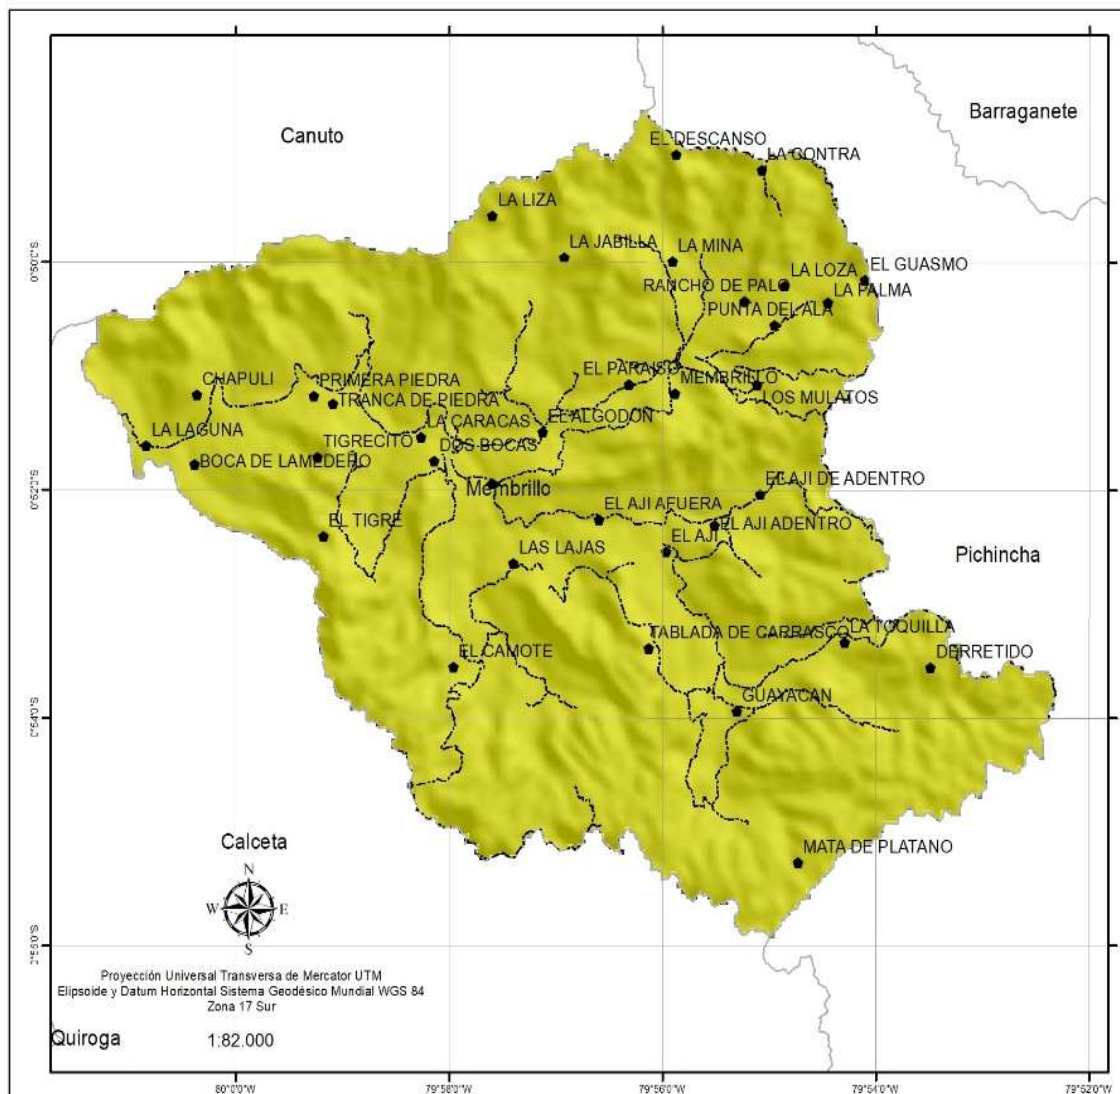 Barraganete
Canuto
EL DESCANSO
LA CONTRA
LA LIZA
LA JABILLA
LA MINA
LA LOZA
EL GUASMO
RANCHO DE PALO
LA PALMA
PUNTA DEL ALA
0°50'0"S
EL PARAISO
MEMBRILLO
LOS MULATOS
CHAPULI
PRIMERA PIEDRA
TRANCA DE PIEDRA
LA CARACAS
EL ALGODON
LA LAGUNA
TIGRECITO
DOS BOCAS
BOCA DE LAMEDERO
Membrillo
EL AJI DE ADENTRO
0°52'0"S
EL AJI AFUERA
EL TIGRE
EL AJI ADENTRO
EL AJI
LAS LAJAS
Pichincha
TABLADA DE CARRASCO
LA TOQUILLA
EL CAMOTE
DERRETIDO
GUAYACAN
0°54'0"S
MATA DE PLATANO
Calceta
N
W
E
S
0°56'0"S
Proyección Universal Transversa de Mercator UTM
Elipsoide y Datum Horizontal Sistema Geodésico Mundial WGS 84
Zona 17 Sur
Quiroga
1:82.000
80°0'0"W
79°58'0"W
79°56'0"W
79°54'0"W
79°52'0"W